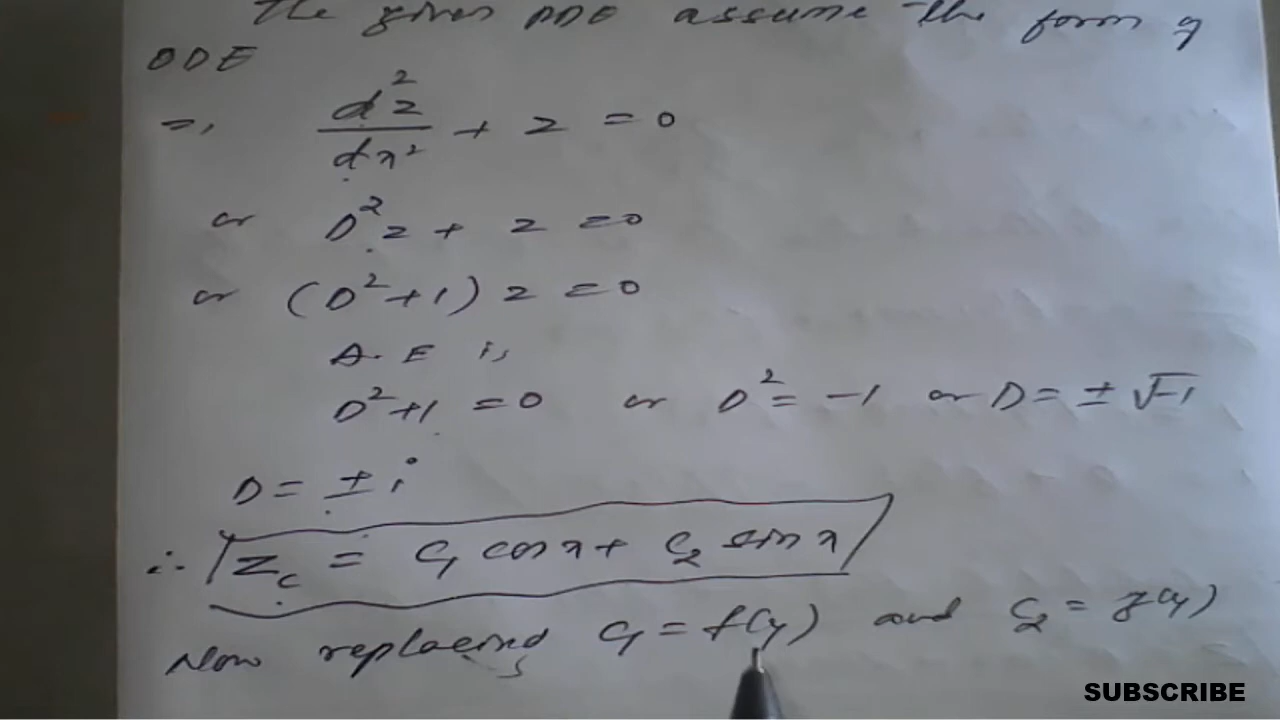 The given PDE assume the form of
ODE
⇒, d²z/dx² + z = 0
or D²z + z = 0
or (D²+1) z = 0
A.E is
D²+1 = 0 or D² = -1 or D = ± √-1
D = ± i
∴ Z_c = C₁ cos x + C₂ sin x
Now replacing C₁ = f(y) and C₂ = g(y)
SUBSCRIBE